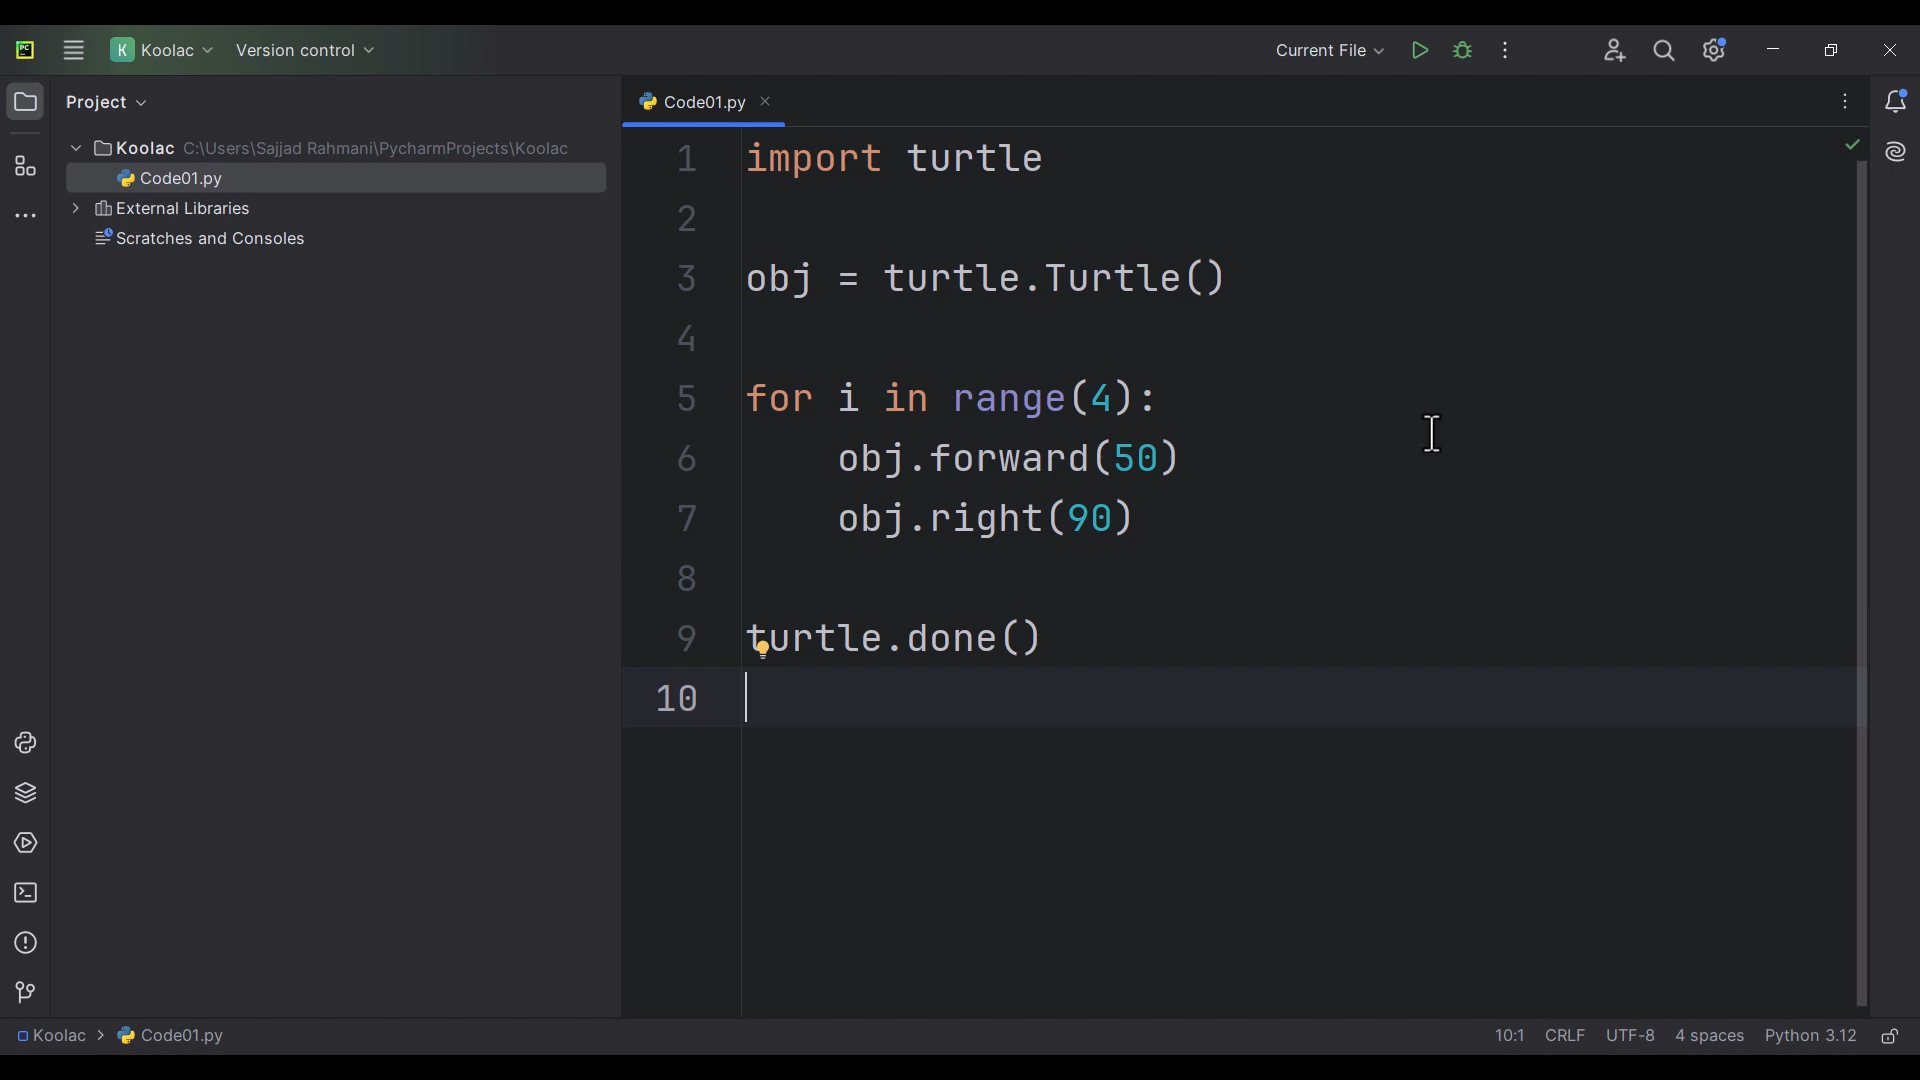 PC K Koolac Version control Current File
Project
Code01.py
Koolac C:\Users\Sajjad Rahmani\PycharmProjects\Koolac
Code01.py
External Libraries
Scratches and Consoles
1 import turtle
2
3 obj = turtle.Turtle()
4
5 for i in range(4):
6     obj.forward(50)
7     obj.right(90)
8
9 turtle.done()
10
Koolac > Code01.py 10:1 CRLF UTF-8 4 spaces Python 3.12